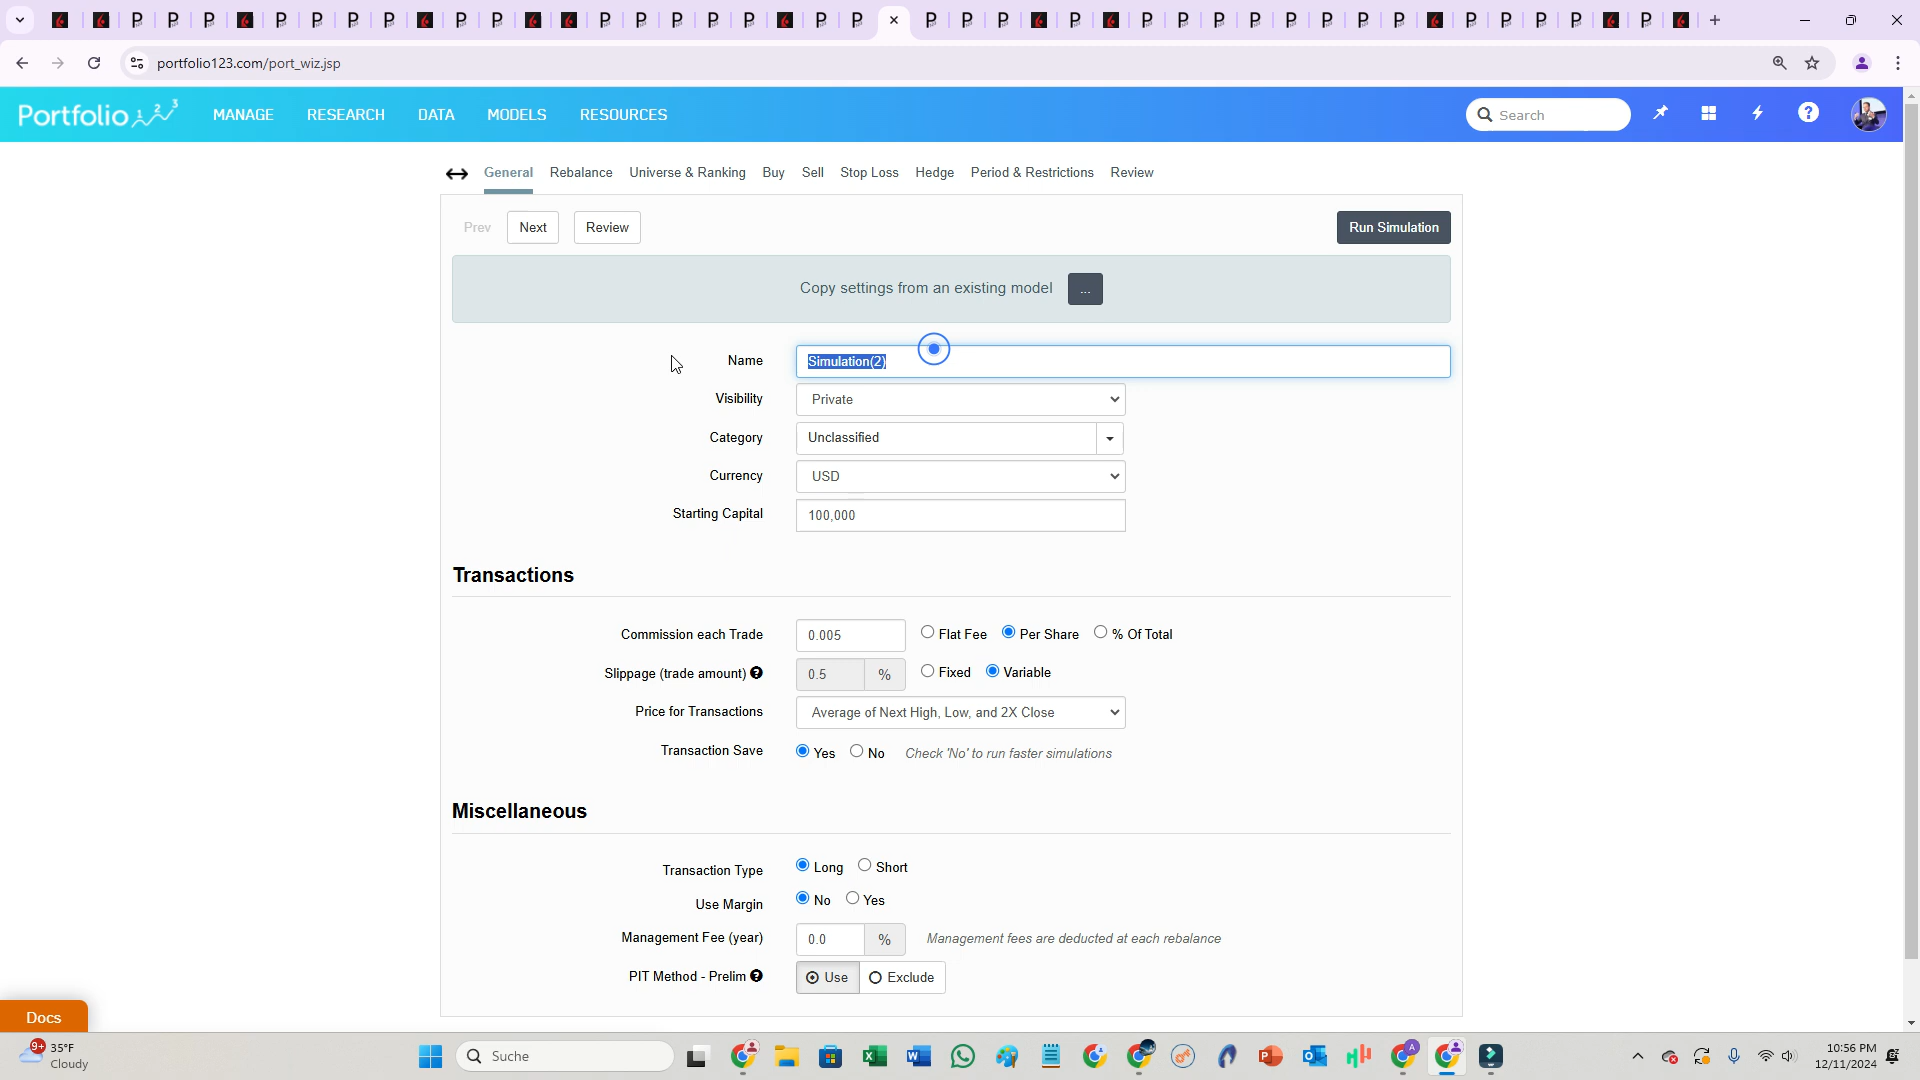 portfolio123.com/port_wiz.jsp
Portfolio 1 2 3 MANAGE RESEARCH DATA MODELS RESOURCES Search
General Rebalance Universe & Ranking Buy Sell Stop Loss Hedge Period & Restrictions Review
Prev Next Review Run Simulation
Copy settings from an existing model ...
Name Simulation(2)
Visibility Private
Category Unclassified
Currency USD
Starting Capital 100,000
Transactions
Commission each Trade 0.005 Flat Fee Per Share % Of Total
Slippage (trade amount) ? 0.5 % Fixed Variable
Price for Transactions Average of Next High, Low, and 2X Close
Transaction Save Yes No Check 'No' to run faster simulations
Miscellaneous
Transaction Type Long Short
Use Margin No Yes
Management Fee (year) 0.0 % Management fees are deducted at each rebalance
PIT Method - Prelim ? Use Exclude
Docs
9+ 35°F
Cloudy
Suche
10:56 PM
12/11/2024